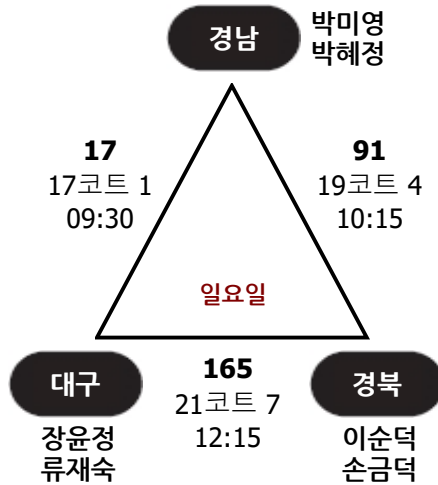 경남
박미영
박혜정
17
17코트 1
09:30
91
19코트 4
10:15
일요일
대구
165
21코트 7
12:15
경북
장윤정
류재숙
이순덕
손금덕